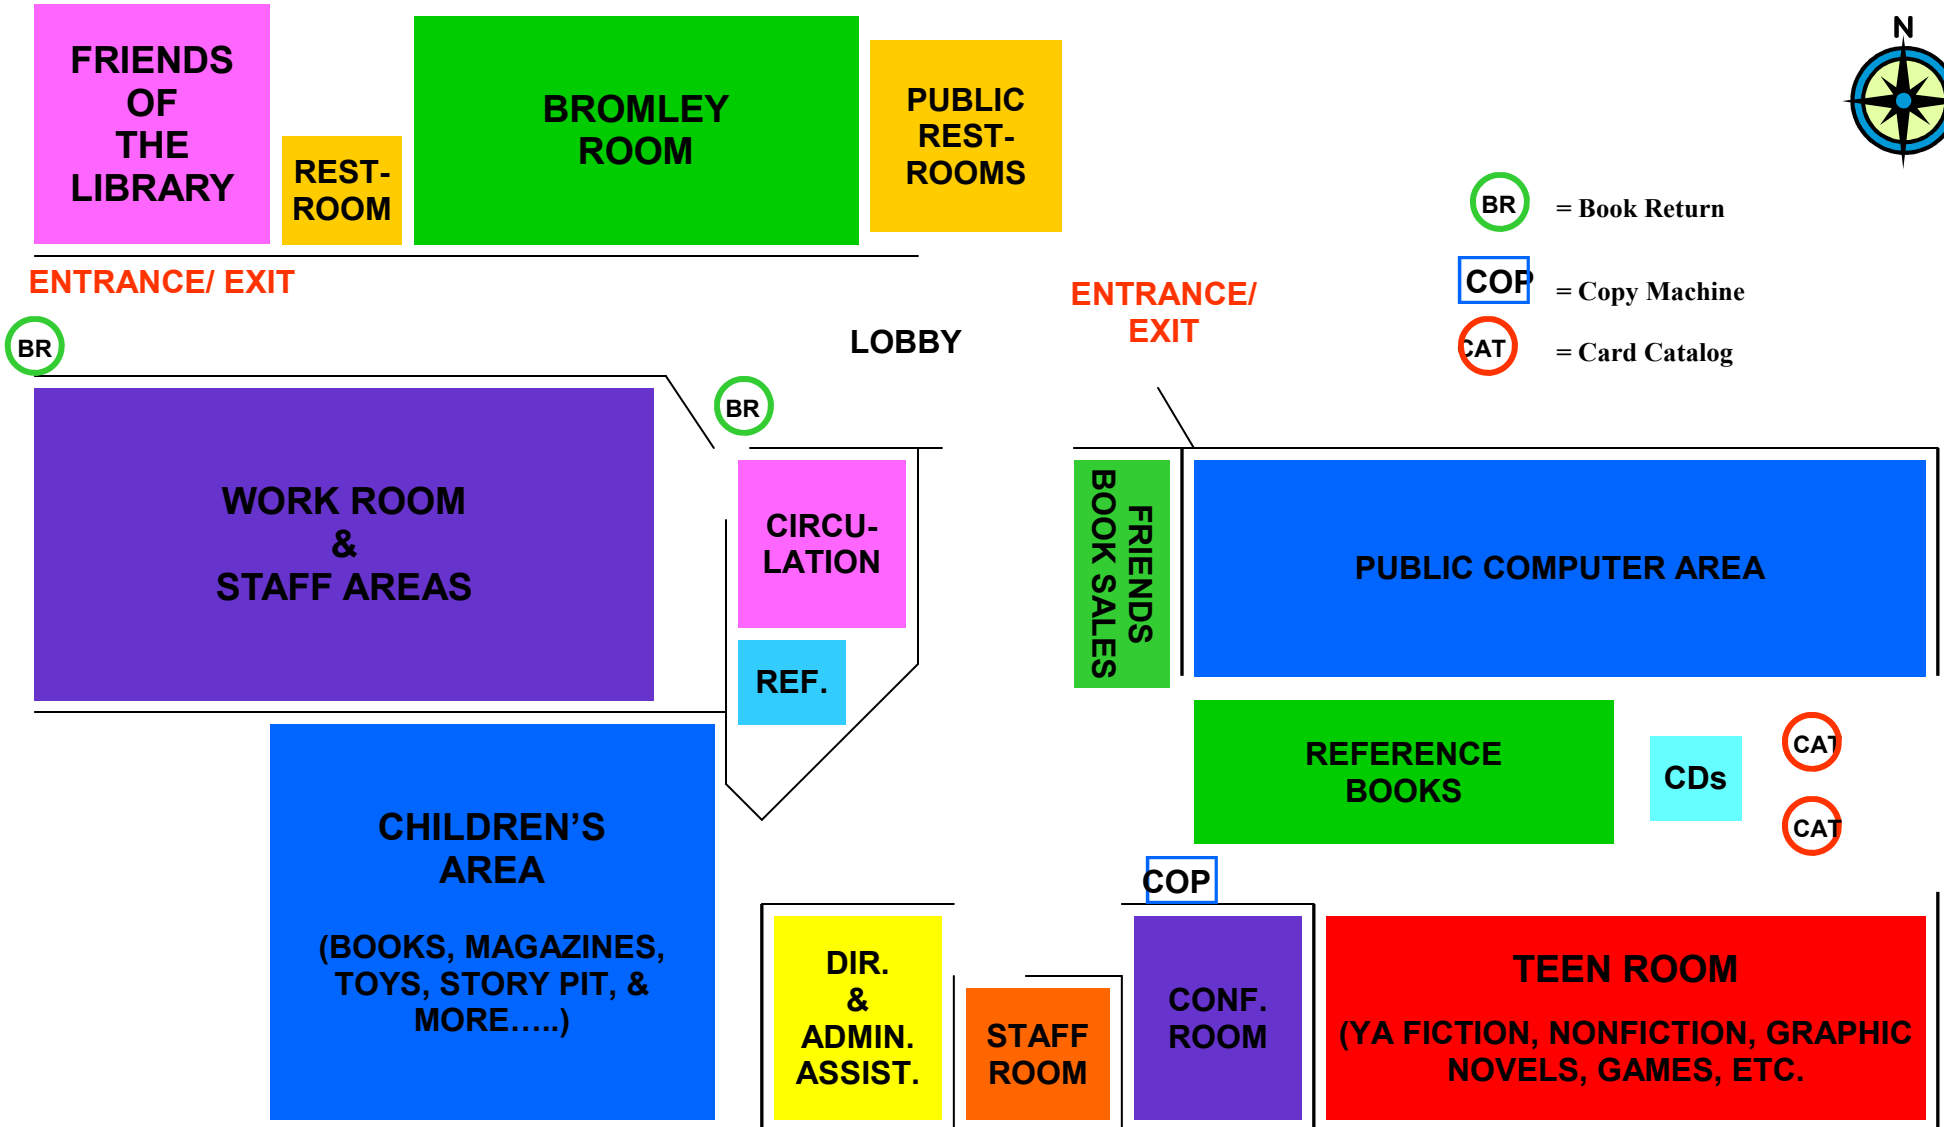 FRIENDS
OF
THE
LIBRARY
REST-
ROOM
BROMLEY
ROOM
PUBLIC
REST-
ROOMS
N
BR
= Book Return
COP
= Copy Machine
CAT
= Card Catalog
ENTRANCE/ EXIT
ENTRANCE/
EXIT
LOBBY
BR
BR
WORK ROOM
&
STAFF AREAS
CIRCU-
LATION
REF.
FRIENDS
BOOK SALES
PUBLIC COMPUTER AREA
REFERENCE
BOOKS
CDs
CAT
CAT
CHILDREN’S
AREA
(BOOKS, MAGAZINES,
TOYS, STORY PIT, &
MORE…..)
COP
DIR.
&
ADMIN.
ASSIST.
STAFF
ROOM
CONF.
ROOM
TEEN ROOM
(YA FICTION, NONFICTION, GRAPHIC
NOVELS, GAMES, ETC.